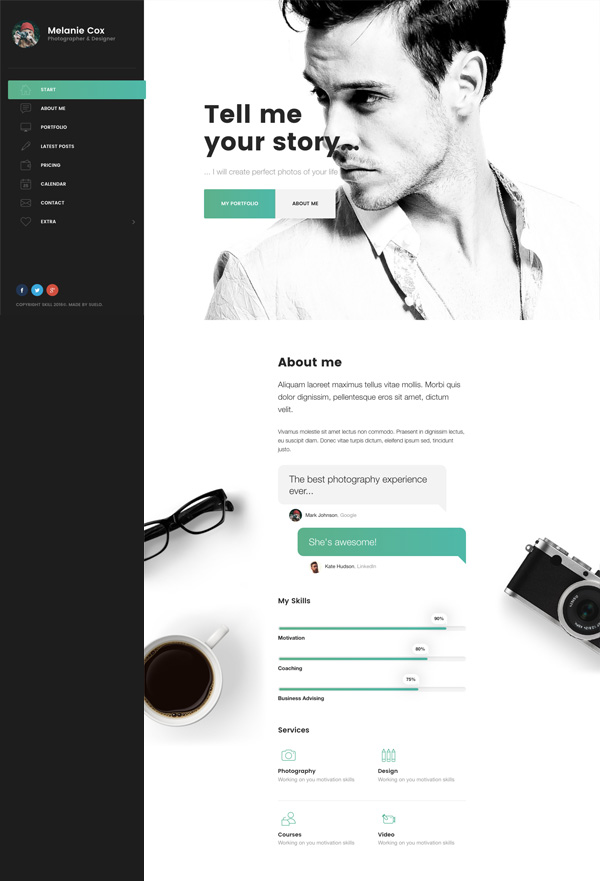 Melanie Cox
Photographer & Designer
START
ABOUT ME
PORTFOLIO
LATEST POSTS
PRICING
CALENDAR
CONTACT
EXTRA
COPYRIGHT SKILL 2016©. MADE BY SUELO.
Tell me
your story...
... I will create perfect photos of your life
MY PORTFOLIO
ABOUT ME
About me
Aliquam laoreet maximus tellus vitae mollis. Morbi quis
dolor dignissim, pellentesque eros sit amet, dictum
velit.
Vivamus molestie sit amet lectus non commodo. Praesent in dignissim lectus,
eu suscipit diam. Donec vitae turpis dictum, eleifend ipsum sed, tincidunt
justo.
The best photography experience
ever...
Mark Johnson, Google
She's awesome!
Kate Hudson, LinkedIn
My Skills
90%
Motivation
80%
Coaching
75%
Business Advising
Services
Photography
Working on you motivation skills
Design
Working on you motivation skills
Courses
Working on you motivation skills
Video
Working on you motivation skills